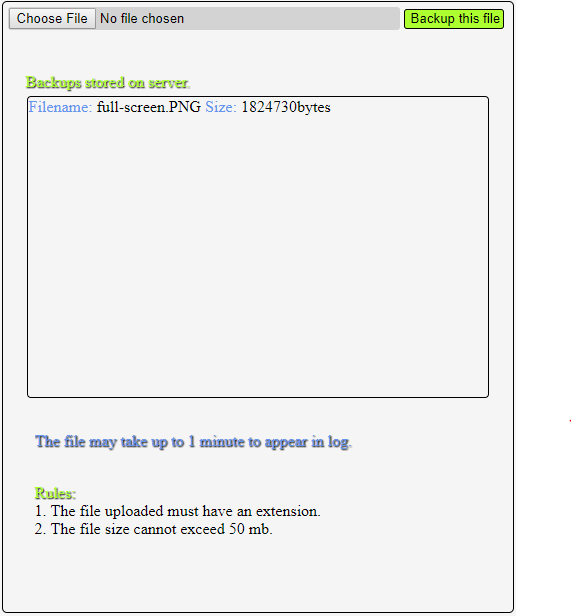 Choose File No file chosen Backup this file
Backups stored on server.
Filename: full-screen.PNG Size: 1824730bytes
The file may take up to 1 minute to appear in log.
Rules:
1. The file uploaded must have an extension.
2. The file size cannot exceed 50 mb.